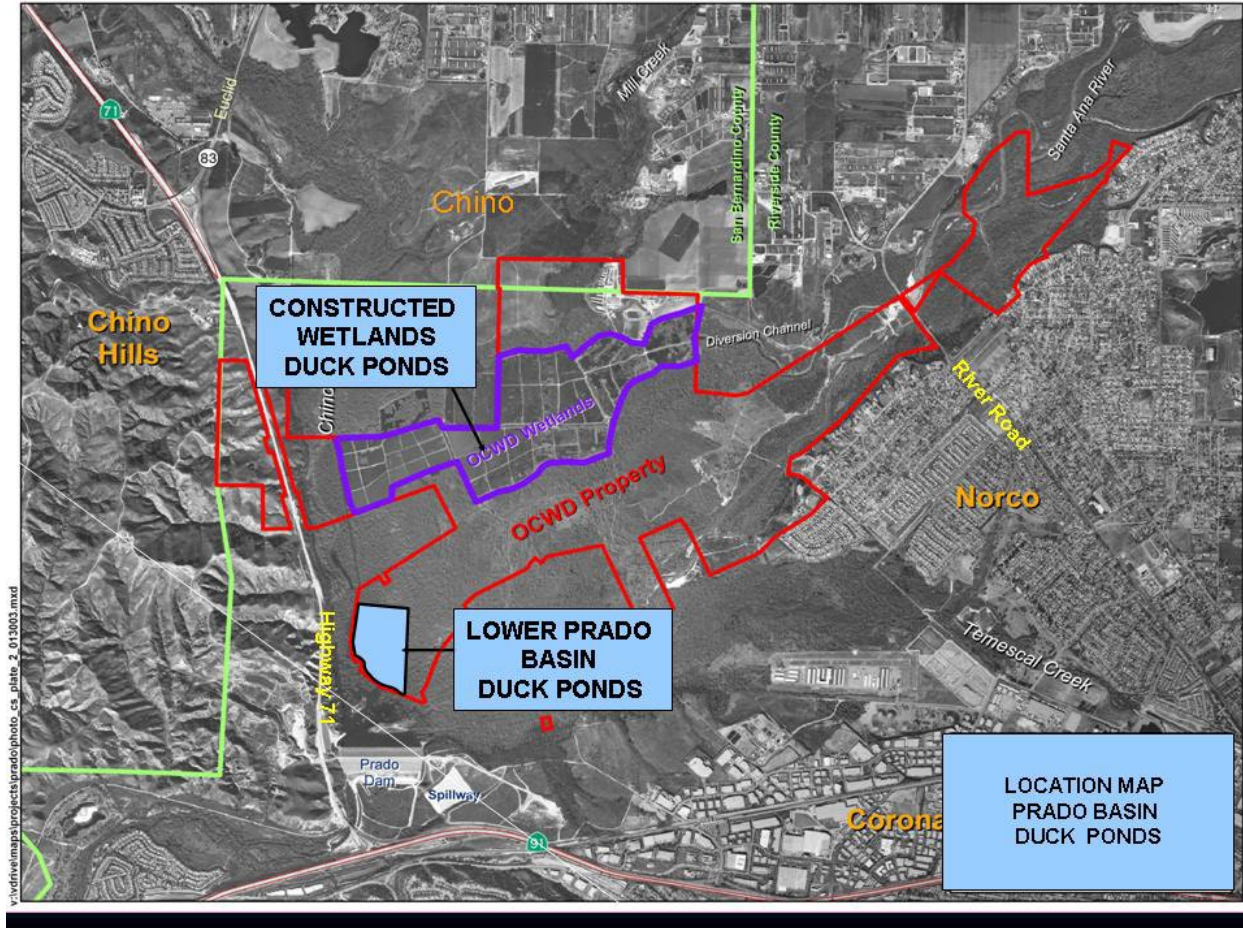 71
Euclid
83
Mill Creek
Santa Ana River
San Bernardino County
Riverside County
Chino
Chino
Hills
CONSTRUCTED
WETLANDS
DUCK PONDS
Diversion Channel
Chino
OCWD Wetlands
River Road
OCWD Property
Norco
Highway 71
LOWER PRADO
BASIN
DUCK PONDS
Temescal Creek
Prado
Dam
Spillway
91
Corona
LOCATION MAP
PRADO BASIN
DUCK PONDS
v:\vdrive\maps\projects\prado\photo_cs_plate_2_013003.mxd